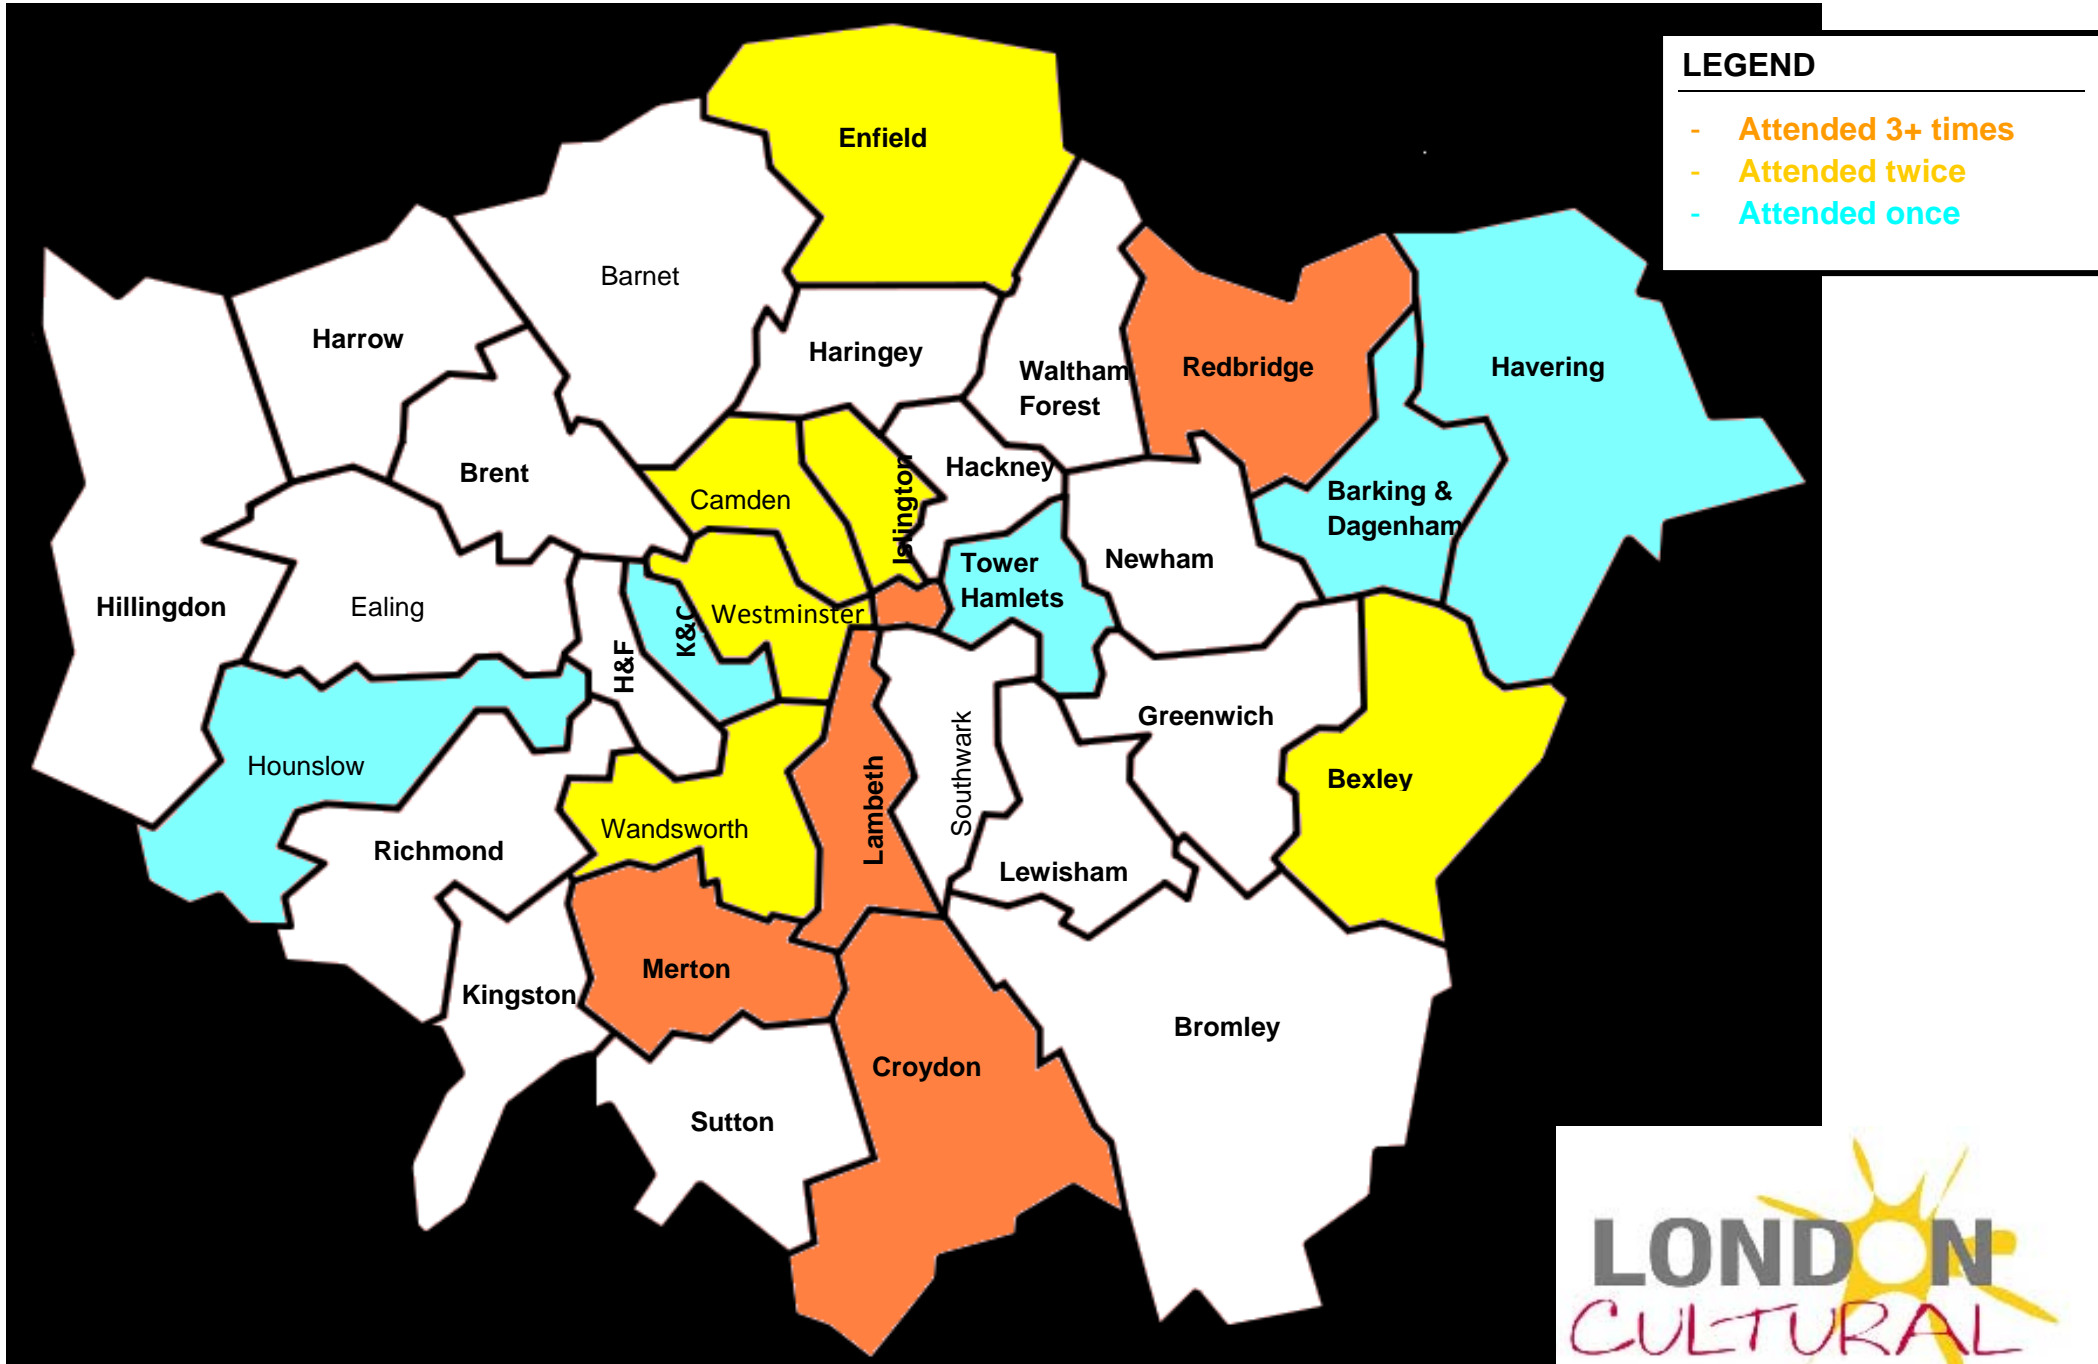 LEGEND
- Attended 3+ times
- Attended twice
- Attended once
Enfield
Barnet
Harrow
Haringey
Waltham
Forest
Redbridge
Havering
Brent
Hackney
Camden
Islington
Barking &
Dagenham
Tower
Hamlets
Newham
Hillingdon
Ealing
H&F
K&C
Westminster
Greenwich
Hounslow
Southwark
Bexley
Lambeth
Wandsworth
Richmond
Lewisham
Merton
Kingston
Bromley
Croydon
Sutton
LONDON
CULTURAL